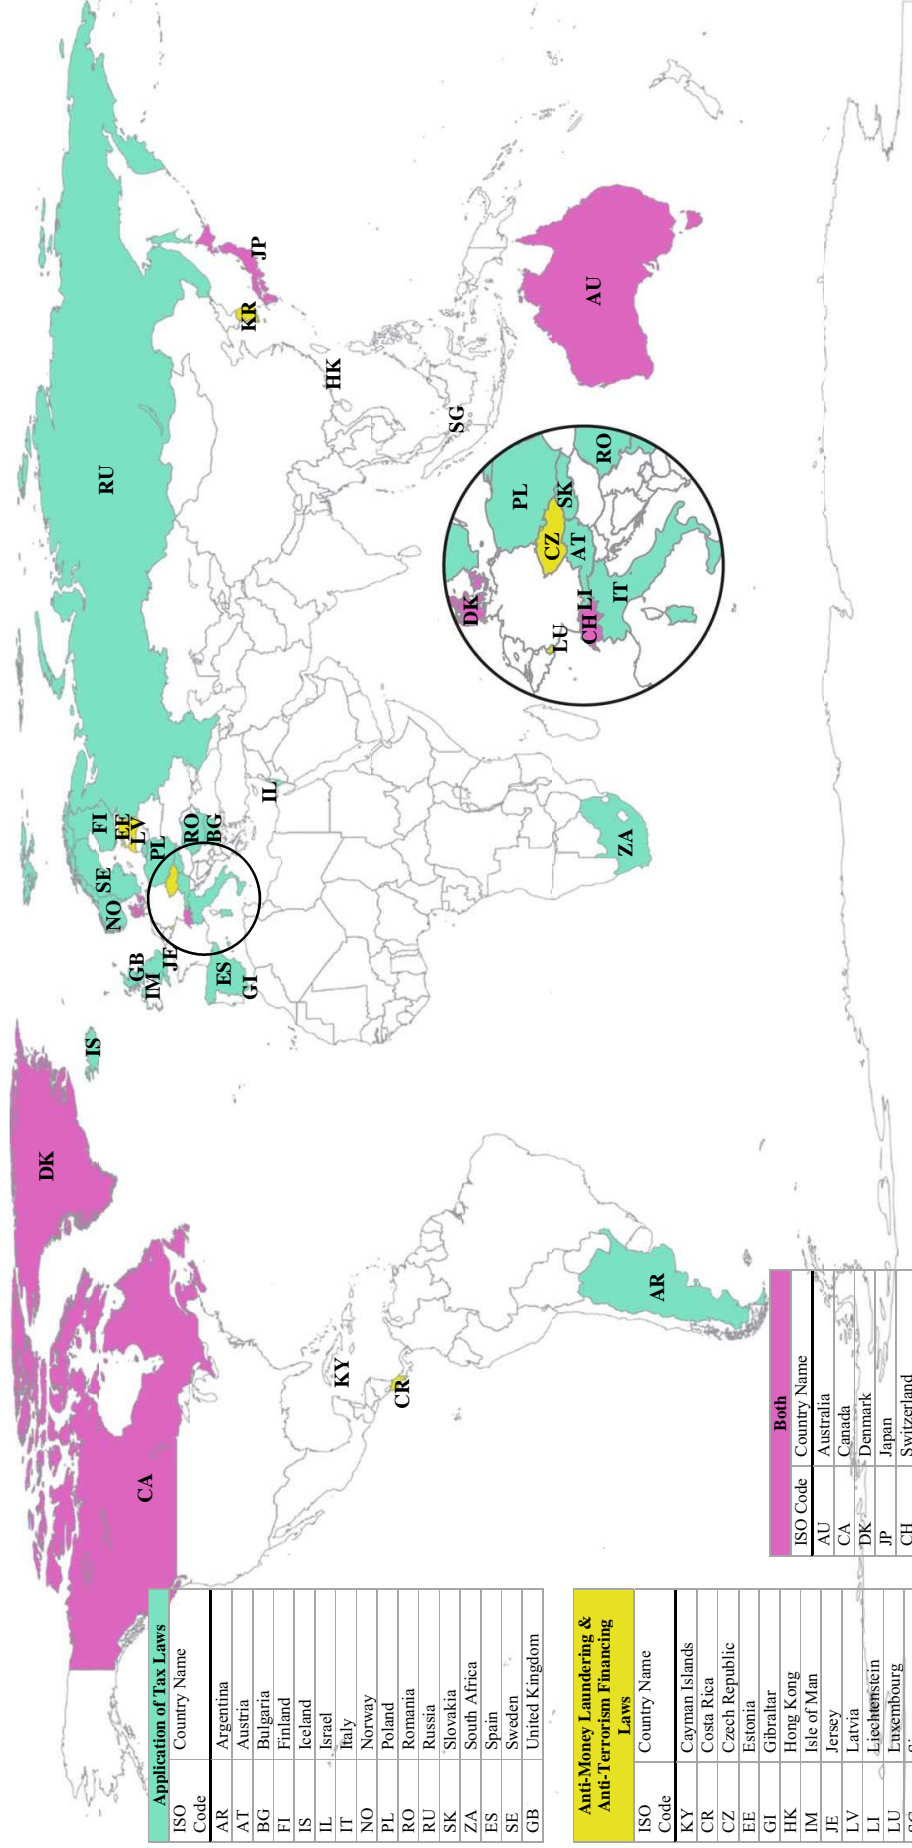 CA
DK
IS
RU
NO
SE
FI
EE
LV
PL
RO
BG
GB
IM
JE
ES
GI
IL
KR
JP
HK
SG
KY
CR
AR
ZA
AU
DK
PL
LU
CZ
SK
CH
LI
AT
RO
IT
Application of Tax Laws
ISO Code Country Name
AR Argentina
AT Austria
BG Bulgaria
FI Finland
IS Iceland
IL Israel
IT Italy
NO Norway
PL Poland
RO Romania
RU Russia
SK Slovakia
ZA South Africa
ES Spain
SE Sweden
GB United Kingdom
Anti-Money Laundering &
Anti-Terrorism Financing
Laws
ISO Code Country Name
KY Cayman Islands
CR Costa Rica
CZ Czech Republic
EE Estonia
GI Gibraltar
HK Hong Kong
IM Isle of Man
JE Jersey
LV Latvia
LI Liechtenstein
LU Luxembourg
Both
ISO Code Country Name
AU Australia
CA Canada
DK Denmark
JP Japan
CH Switzerland